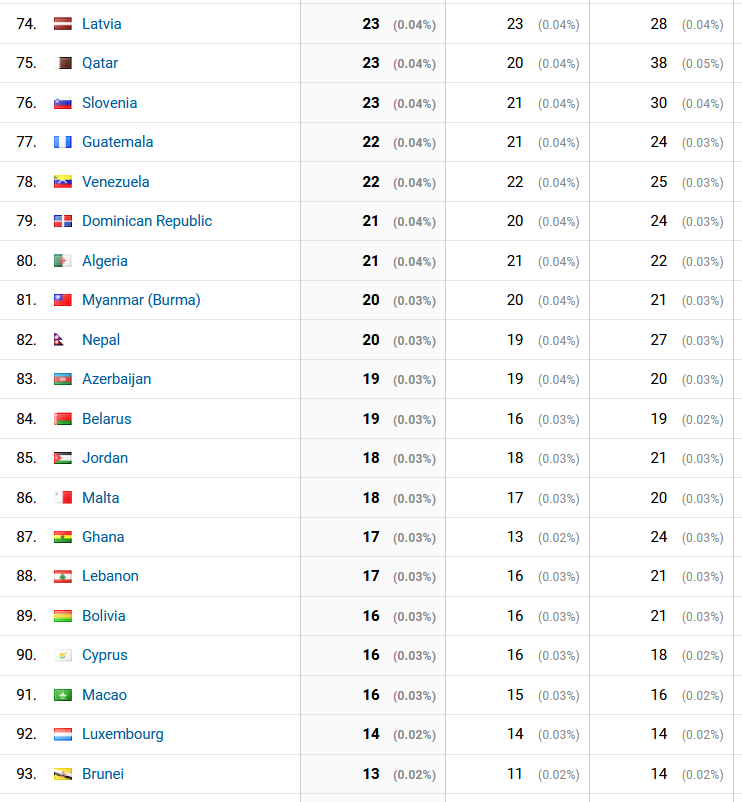 74. Latvia 23 (0.04%) 23 (0.04%) 28 (0.04%)
75. Qatar 23 (0.04%) 20 (0.04%) 38 (0.05%)
76. Slovenia 23 (0.04%) 21 (0.04%) 30 (0.04%)
77. Guatemala 22 (0.04%) 21 (0.04%) 24 (0.03%)
78. Venezuela 22 (0.04%) 22 (0.04%) 25 (0.03%)
79. Dominican Republic 21 (0.04%) 20 (0.04%) 24 (0.03%)
80. Algeria 21 (0.04%) 21 (0.04%) 22 (0.03%)
81. Myanmar (Burma) 20 (0.03%) 20 (0.04%) 21 (0.03%)
82. Nepal 20 (0.03%) 19 (0.04%) 27 (0.03%)
83. Azerbaijan 19 (0.03%) 19 (0.04%) 20 (0.03%)
84. Belarus 19 (0.03%) 16 (0.03%) 19 (0.02%)
85. Jordan 18 (0.03%) 18 (0.03%) 21 (0.03%)
86. Malta 18 (0.03%) 17 (0.03%) 20 (0.03%)
87. Ghana 17 (0.03%) 13 (0.02%) 24 (0.03%)
88. Lebanon 17 (0.03%) 16 (0.03%) 21 (0.03%)
89. Bolivia 16 (0.03%) 16 (0.03%) 21 (0.03%)
90. Cyprus 16 (0.03%) 16 (0.03%) 18 (0.02%)
91. Macao 16 (0.03%) 15 (0.03%) 16 (0.02%)
92. Luxembourg 14 (0.02%) 14 (0.03%) 14 (0.02%)
93. Brunei 13 (0.02%) 11 (0.02%) 14 (0.02%)